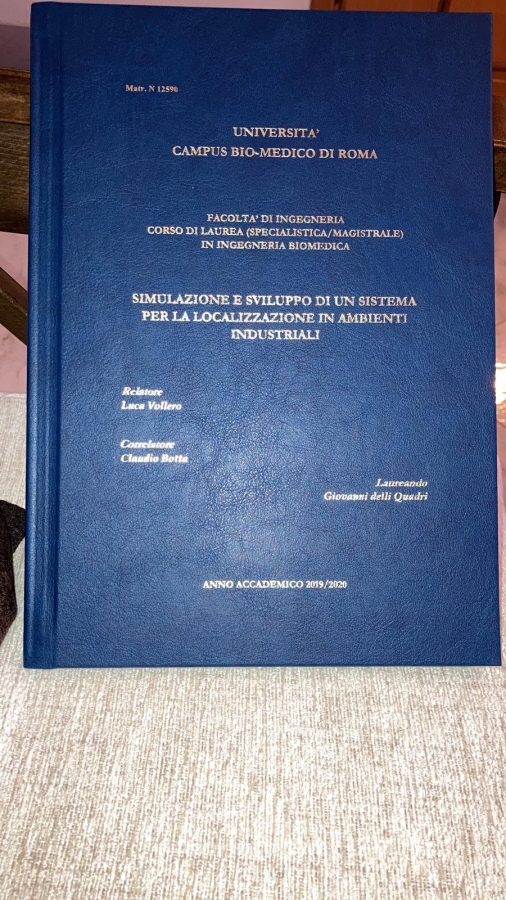 Matr. N 12590
UNIVERSITA'
CAMPUS BIO-MEDICO DI ROMA
FACOLTA' DI INGEGNERIA
CORSO DI LAUREA (SPECIALISTICA/MAGISTRALE)
IN INGEGNERIA BIOMEDICA
SIMULAZIONE E SVILUPPO DI UN SISTEMA
PER LA LOCALIZZAZIONE IN AMBIENTI
INDUSTRIALI
Relatore
Luca Vollero
Correlatore
Claudio Botta
Laureando
Giovanni delli Quadri
ANNO ACCADEMICO 2019/2020